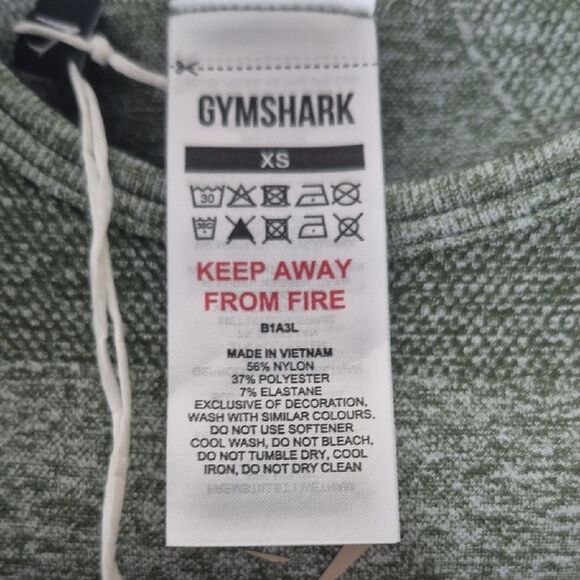 GYMSHARK
XS
30
30C
KEEP AWAY
FROM FIRE
B1A3L
MADE IN VIETNAM
56% NYLON
37% POLYESTER
7% ELASTANE
EXCLUSIVE OF DECORATION,
WASH WITH SIMILAR COLOURS.
DO NOT USE SOFTENER
COOL WASH, DO NOT BLEACH,
DO NOT TUMBLE DRY, COOL
IRON, DO NOT DRY CLEAN